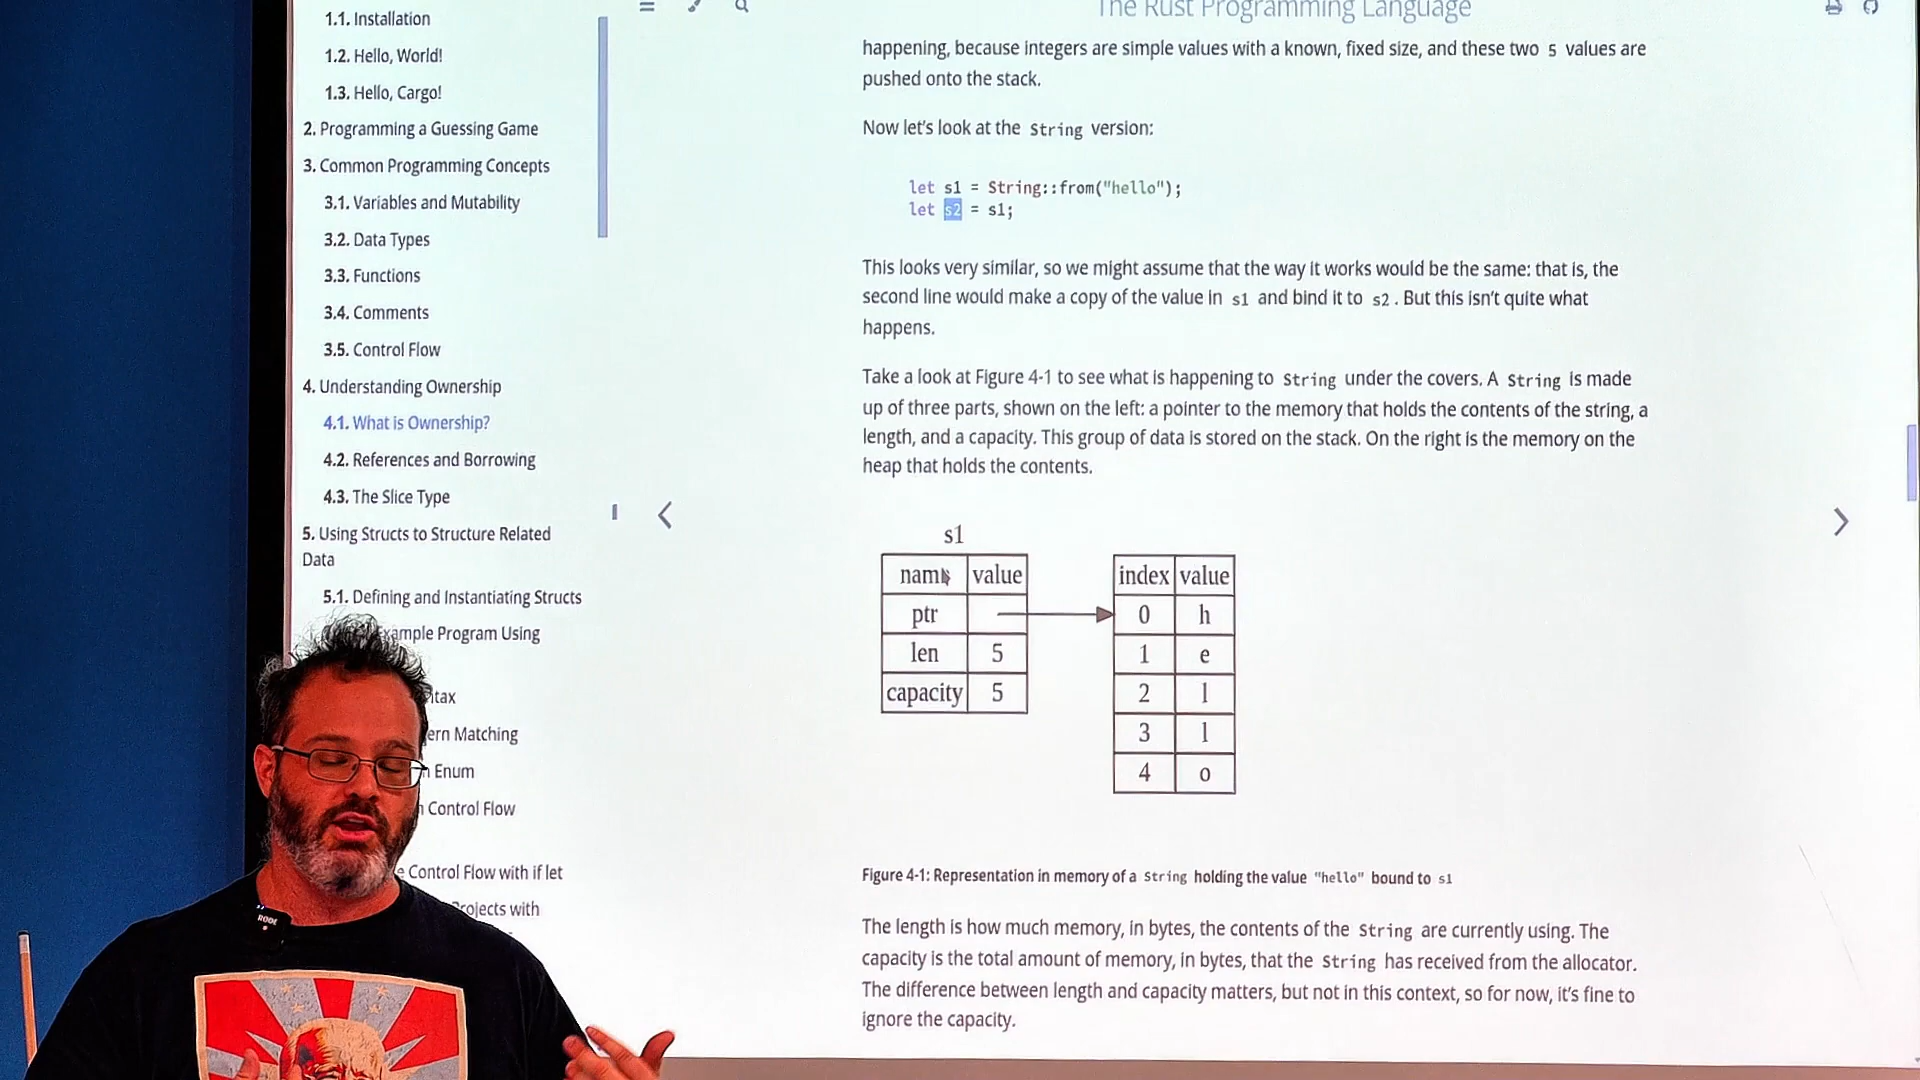 1.1. Installation
1.2. Hello, World!
1.3. Hello, Cargo!
2. Programming a Guessing Game
3. Common Programming Concepts
3.1. Variables and Mutability
3.2. Data Types
3.3. Functions
3.4. Comments
3.5. Control Flow
4. Understanding Ownership
4.1. What is Ownership?
4.2. References and Borrowing
4.3. The Slice Type
5. Using Structs to Structure Related
Data
5.1. Defining and Instantiating Structs
ample Program Using
tax
ern Matching
Enum
Control Flow
Control Flow with if let
rojects with
RODE
The Rust Programming Language
happening, because integers are simple values with a known, fixed size, and these two 5 values are
pushed onto the stack.
Now let's look at the String version:
let s1 = String::from("hello");
let s2 = s1;
This looks very similar, so we might assume that the way it works would be the same: that is, the
second line would make a copy of the value in s1 and bind it to s2. But this isn't quite what
happens.
Take a look at Figure 4-1 to see what is happening to String under the covers. A String is made
up of three parts, shown on the left: a pointer to the memory that holds the contents of the string, a
length, and a capacity. This group of data is stored on the stack. On the right is the memory on the
heap that holds the contents.
s1
name value
ptr
len 5
capacity 5
index value
0 h
1 e
2 l
3 l
4 o
Figure 4-1: Representation in memory of a String holding the value "hello" bound to s1
The length is how much memory, in bytes, the contents of the String are currently using. The
capacity is the total amount of memory, in bytes, that the String has received from the allocator.
The difference between length and capacity matters, but not in this context, so for now, it's fine to
ignore the capacity.